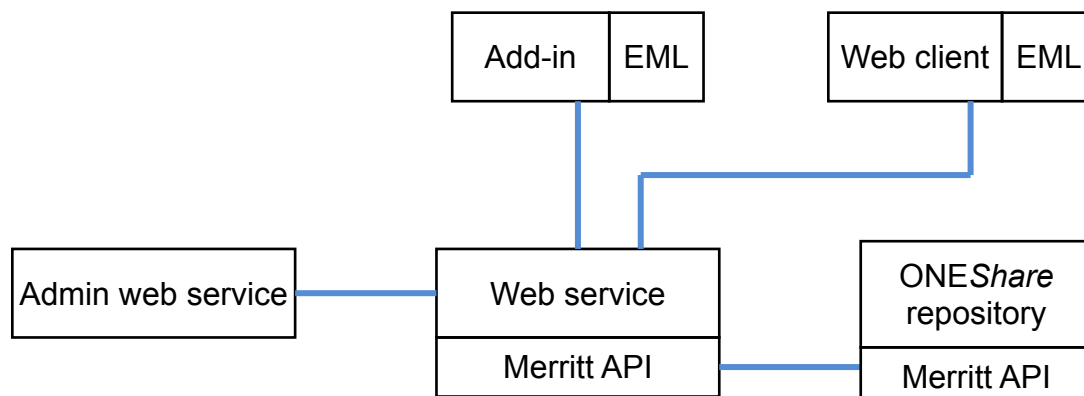 Add-in
EML
Web client
EML
Admin web service
Web service
ONEShare
repository
Merritt API
Merritt API